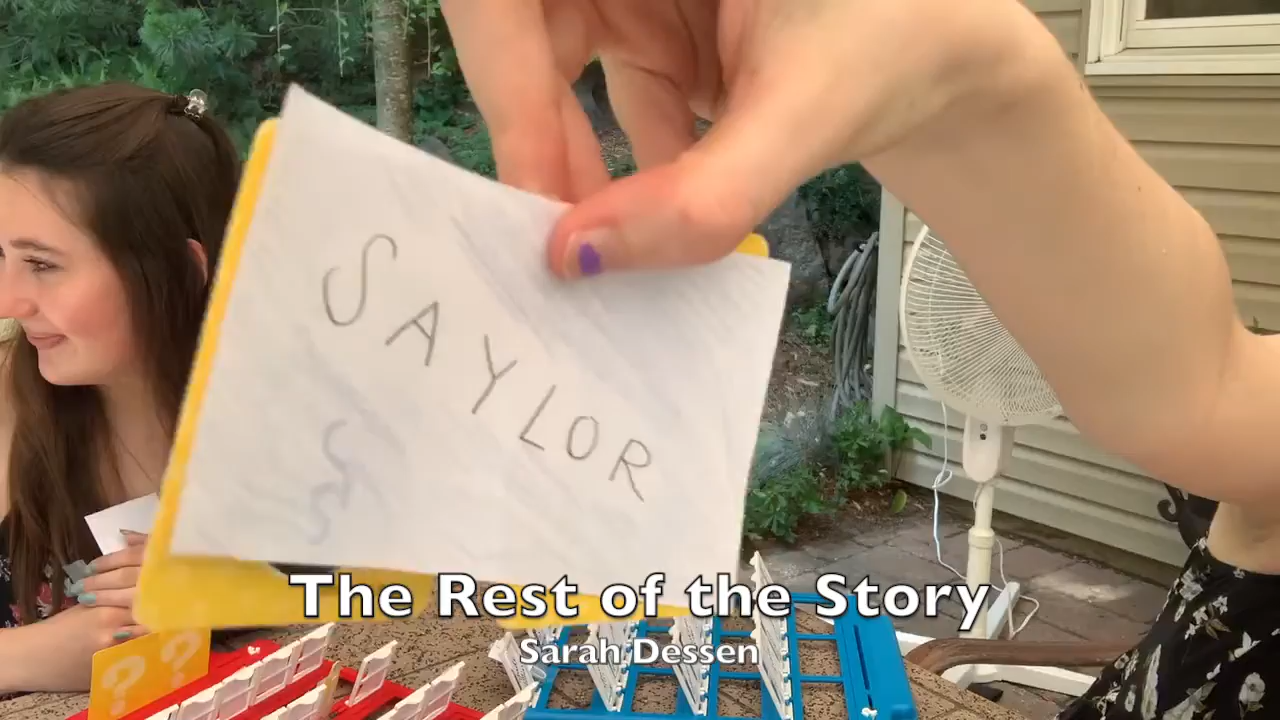 SAYLOR
The Rest of the Story
Sarah Dessen
? ?